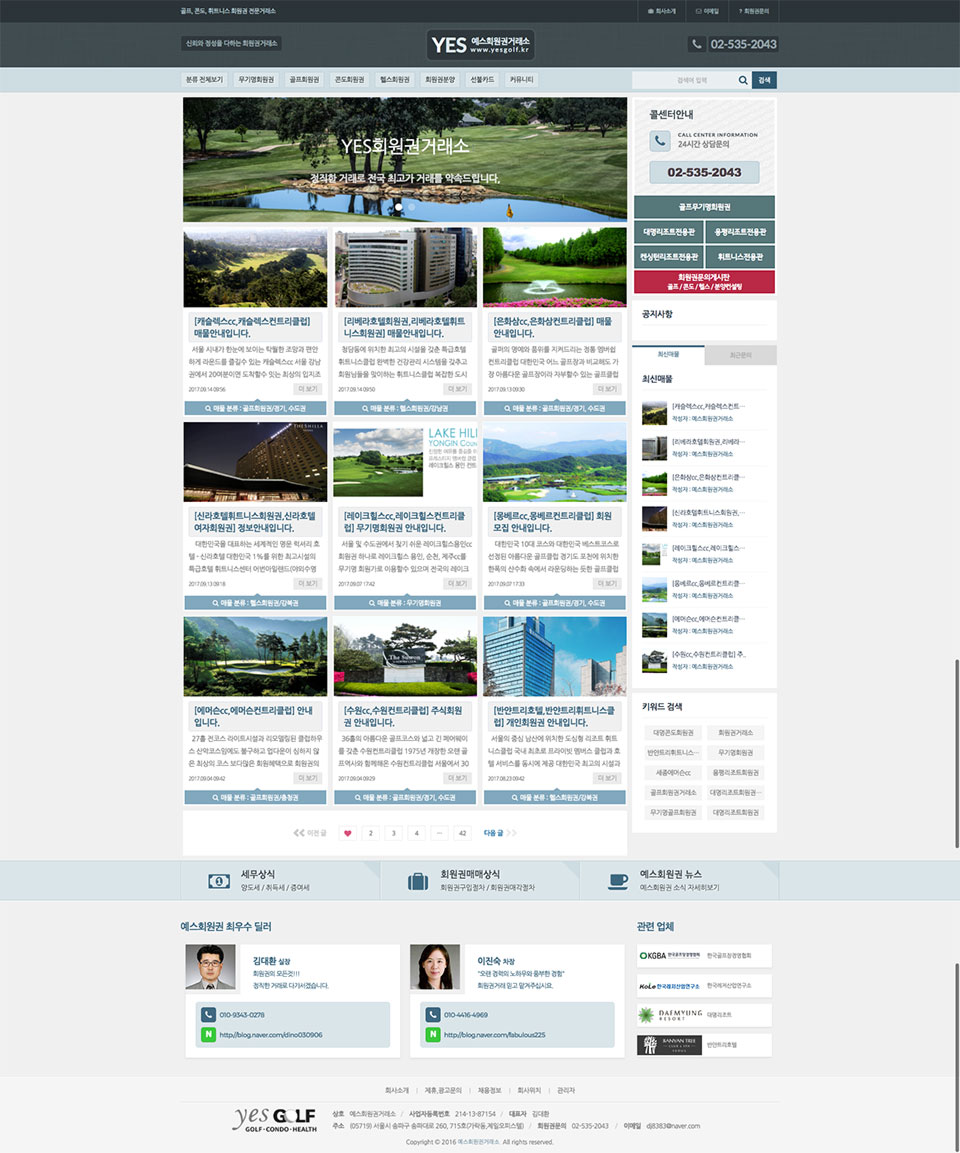 골프, 콘도, 휘트니스 회원권 전문거래소
회사소개
이메일
회원권문의
신뢰와 정성을 다하는 회원권거래소
YES 예스회원권거래소
www.yesgolf.kr
02-535-2043
분류 전체보기
무기명회원권
골프회원권
콘도회원권
헬스회원권
회원권분양
선불카드
커뮤니티
검색어 입력
검색
YES회원권거래소
정직한 거래로 전국 최고가 거래를 약속드립니다.
콜센터안내
CALL CENTER INFORMATION
24시간 상담문의
02-535-2043
골프무기명회원권
대명리조트전용관
용평리조트전용관
켄싱턴리조트전용관
휘트니스전용관
회원권문의게시판
골프 / 콘도 / 헬스 / 분양컨설팅
[캐슬렉스cc,캐슬렉스컨트리클럽]
매물안내입니다.
서울 시내가 한눈에 보이는 탁월한 조망과 편안
하게 라운드를 즐길수 있는 캐슬렉스cc 서울 강남
권에서 20여분이면 도착할수 있는 최상의 입지조
2017.09.14 09:56
더 보기
매물 분류 : 골프회원권/경기, 수도권
[리베라호텔회원권,리베라호텔휘트
니스회원권] 매물안내입니다.
청담동에 위치한 최고의 시설을 갖춘 특급호텔
휘트니스클럽 완벽한 건강관리 시스템을 갖추고
회원님들을 맞이하는 휘트니스클럽 복잡한 도시
2017.09.14 09:50
더 보기
매물 분류 : 헬스회원권/강남권
[은화삼cc,은화삼컨트리클럽] 매물
안내입니다.
골퍼의 명예와 품위를 지켜드리는 정통 멤버쉽
컨트리클럽 대한민국 어느 골프장과 비교해도 가
장 아름다운 골프장이라 자부할수 있는 골프클럽
2017.09.13 09:30
더 보기
매물 분류 : 골프회원권/경기, 수도권
공지사항
최신매물
최근문의
최신매물
[캐슬렉스cc,캐슬렉스컨트…
작성자 : 예스회원권거래소
[리베라호텔회원권,리베라…
작성자 : 예스회원권거래소
[은화삼cc,은화삼컨트리클…
작성자 : 예스회원권거래소
[신라호텔휘트니스회원권,…
작성자 : 예스회원권거래소
[레이크힐스cc,레이크힐스…
작성자 : 예스회원권거래소
[몽베르cc,몽베르컨트리클…
작성자 : 예스회원권거래소
[에머슨cc,에머슨컨트리클…
작성자 : 예스회원권거래소
[수원cc,수원컨트리클럽] 주..
작성자 : 예스회원권거래소
THE SHILLA
LAKE HILL
YONGIN COUN
레이크힐스 용인 컨트
[신라호텔휘트니스회원권,신라호텔
여자회원권] 정보안내입니다.
대한민국을 대표하는 세계적인 명문 럭셔리 호
텔 - 신라호텔 대한민국 1%를 위한 최고시설의
특급호텔 휘트니스센터 어번아일랜드(야외수영
2017.09.13 09:18
더 보기
매물 분류 : 헬스회원권/강북권
[레이크힐스cc,레이크힐스컨트리클
럽] 무기명회원권 안내입니다.
서울 및 수도권에서 찾기 쉬운 레이크힐스용인cc
회원권 하나로 레이크힐스 용인, 순천, 제주cc를
무기명 회원가로 이용할수 있으며 전국의 레이크
2017.09.07 17:42
더 보기
매물 분류 : 무기명회원권
[몽베르cc,몽베르컨트리클럽] 회원
모집 안내입니다.
대한민국 10대 코스와 대한민국 베스트코스로
선정된 아름다운 골프클럽 경기도 포천에 위치한
한폭의 산수화 속에서 라운딩하는 듯한 골프클럽
2017.09.07 17:33
더 보기
매물 분류 : 골프회원권/경기, 수도권
The Suwon
[에머슨cc,에머슨컨트리클럽] 안내
입니다.
27홀 전코스 라이트시설과 리모델링된 클럽하우
스 산악코스임에도 불구하고 업다운이 심하지 않
은 최상의 코스 보다많은 회원혜택으로 회원권의
2017.09.04 09:42
더 보기
매물 분류 : 골프회원권/충청권
[수원cc,수원컨트리클럽] 주식회원
권 안내입니다.
36홀의 아름다운 골프코스와 넓고 긴 페어웨이
를 갖춘 수원컨트리클럽 1975년 개장한 오랜 골
프역사와 함께해온 수원컨트리클럽 서울에서 30
2017.09.04 09:29
더 보기
매물 분류 : 골프회원권/경기, 수도권
[반얀트리호텔,반얀트리휘트니스클
럽] 개인회원권 안내입니다.
서울의 중심 남산에 위치한 도심형 리조트 휘트
니스클럽 국내 최초로 프라이빗 멤버스 클럽과 호
텔 서비스를 동시에 제공 대한민국 최고의 시설과
2017.08.23 09:42
더 보기
매물 분류 : 헬스회원권/강북권
키워드 검색
대명콘도회원권
회원권거래소
반얀트리휘트니스…
무기명회원권
세종에머슨cc
용평리조트회원권
골프회원권거래소
대명리조트회원권…
무기명골프회원권
대명리조트회원권
이전 글
2
3
4
…
42
다음 글
세무상식
양도세 / 취득세 / 증여세
회원권매매상식
회원권구입절차 / 회원권매각절차
예스회원권 뉴스
예스회원권 소식 자세히보기
예스회원권 최우수 딜러
관련 업체
김대환 실장
회원권의 모든것!!!
정직한 거래로 다가서겠습니다.
010-9343-0278
N http://blog.naver.com/dino030906
이진숙 차장
"오랜 경력의 노하우와 풍부한 경험"
회원권거래 믿고 맡겨주십시요.
010-4416-4969
N http://blog.naver.com/fabulous225
KGBA 한국골프장경영협회
한국골프장경영협회
KoLe 한국레저산업연구소
한국레저산업연구소
DAEMYUNG
RESORT
대명리조트
BANYAN TREE
반얀트리호텔
회사소개 | 제휴,광고문의 | 채용정보 | 회사위치 | 관리자
yes GOLF
GOLF·CONDO·HEALTH
상호 예스회원권거래소 / 사업자등록번호 214-13-87154 / 대표자 김대환
주소 (05719) 서울시 송파구 송파대로 260, 715호(가락동,제일오피스텔) / 회원권문의 02-535-2043 / 이메일 dj8383@naver.com
Copyright © 2016 예스회원권거래소. All rights reserved.